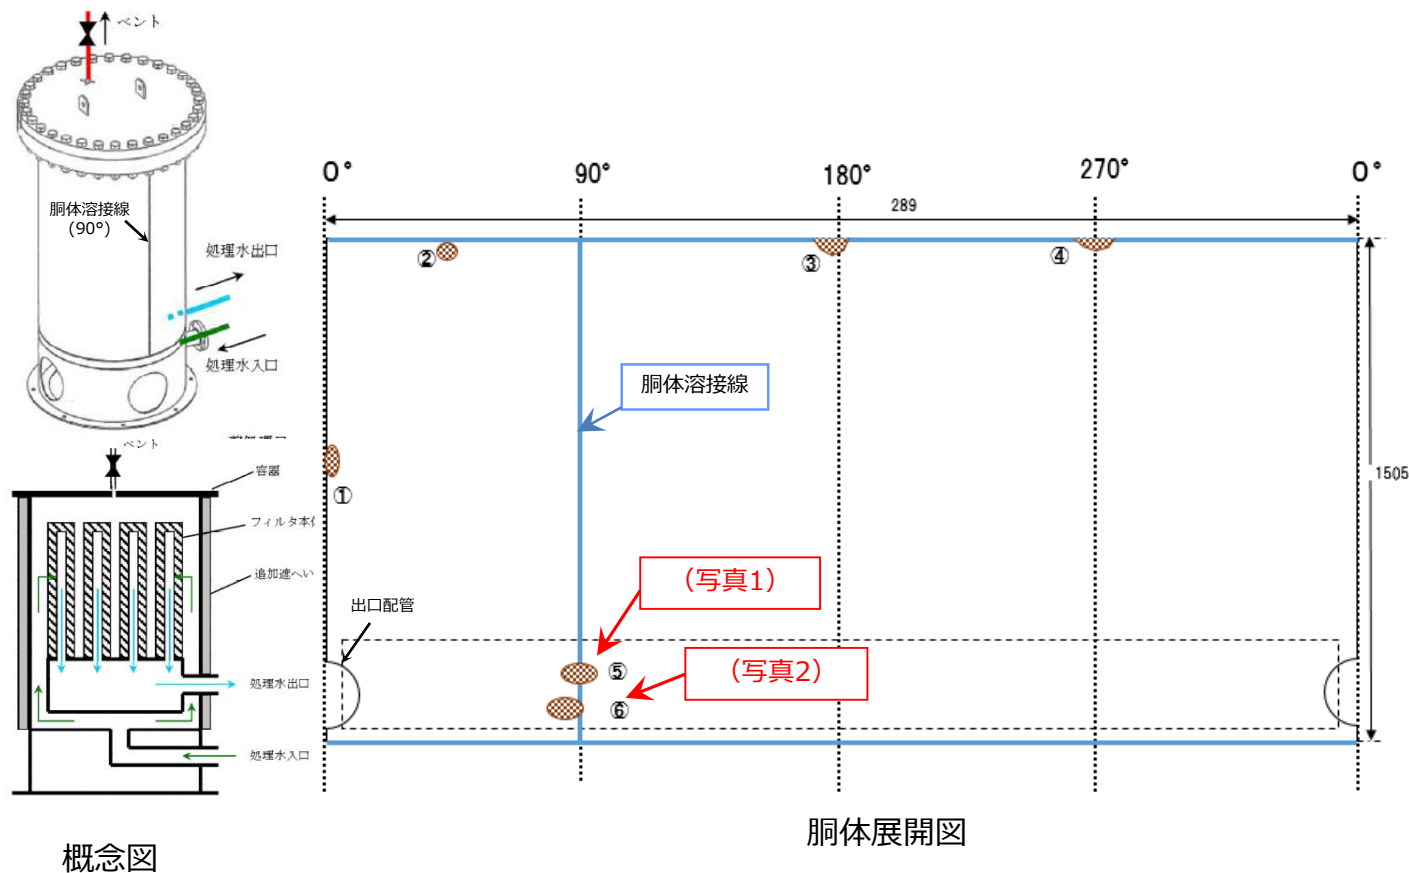 ベント
胴体溶接線
(90°)
処理水出口
処理水入口
ベント
容器
フィルタ本体
追加遮へい
処理水出口
処理水入口
概念図
0°
90°
180°
270°
0°
289
②
③
④
胴体溶接線
①
1505
(写真1)
出口配管
⑤
(写真2)
⑥
胴体展開図